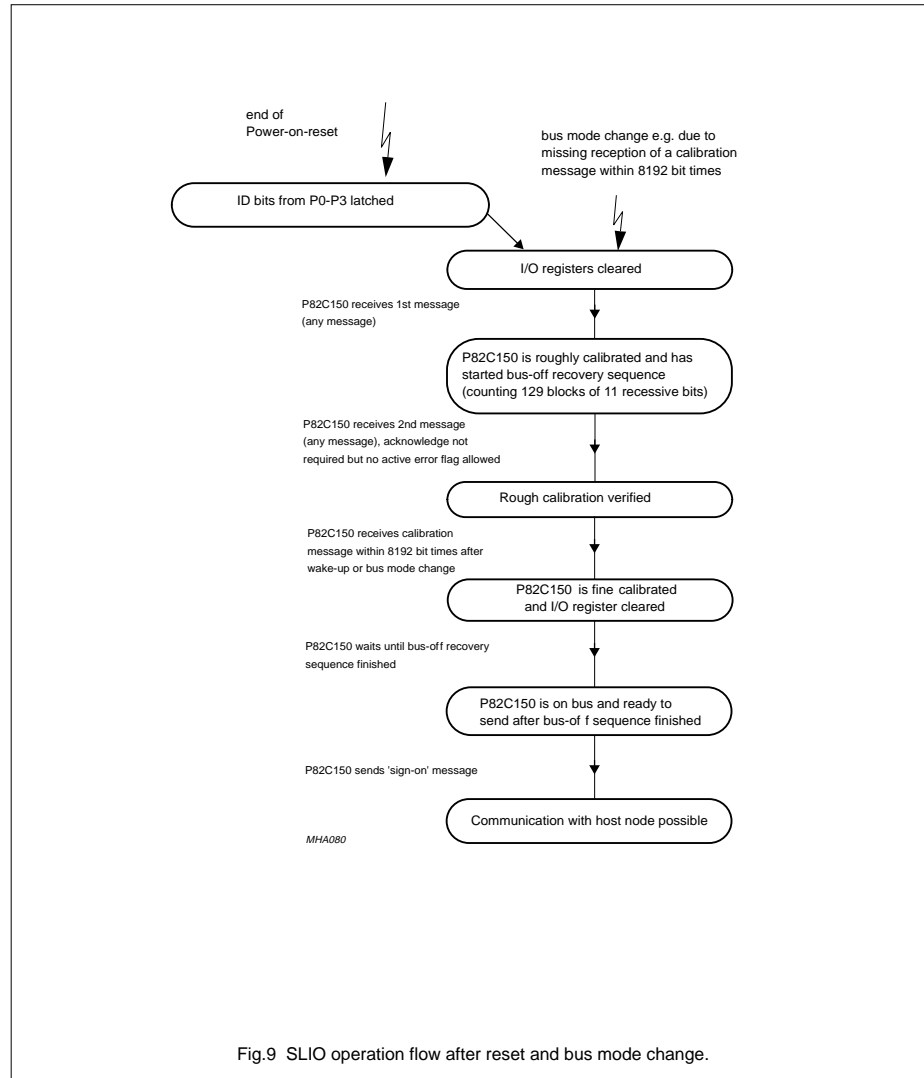 end of
Power-on-reset
bus mode change e.g. due to
missing reception of a calibration
message within 8192 bit times
ID bits from P0-P3 latched
I/O registers cleared
P82C150 receives 1st message
(any message)
P82C150 is roughly calibrated and has
started bus-off recovery sequence
(counting 129 blocks of 11 recessive bits)
P82C150 receives 2nd message
(any message), acknowledge not
required but no active error flag allowed
Rough calibration verified
P82C150 receives calibration
message within 8192 bit times after
wake-up or bus mode change
P82C150 is fine calibrated
and I/O register cleared
P82C150 waits until bus-off recovery
sequence finished
P82C150 is on bus and ready to
send after bus-of f sequence finished
P82C150 sends 'sign-on' message
Communication with host node possible
MHA080
Fig.9 SLIO operation flow after reset and bus mode change.